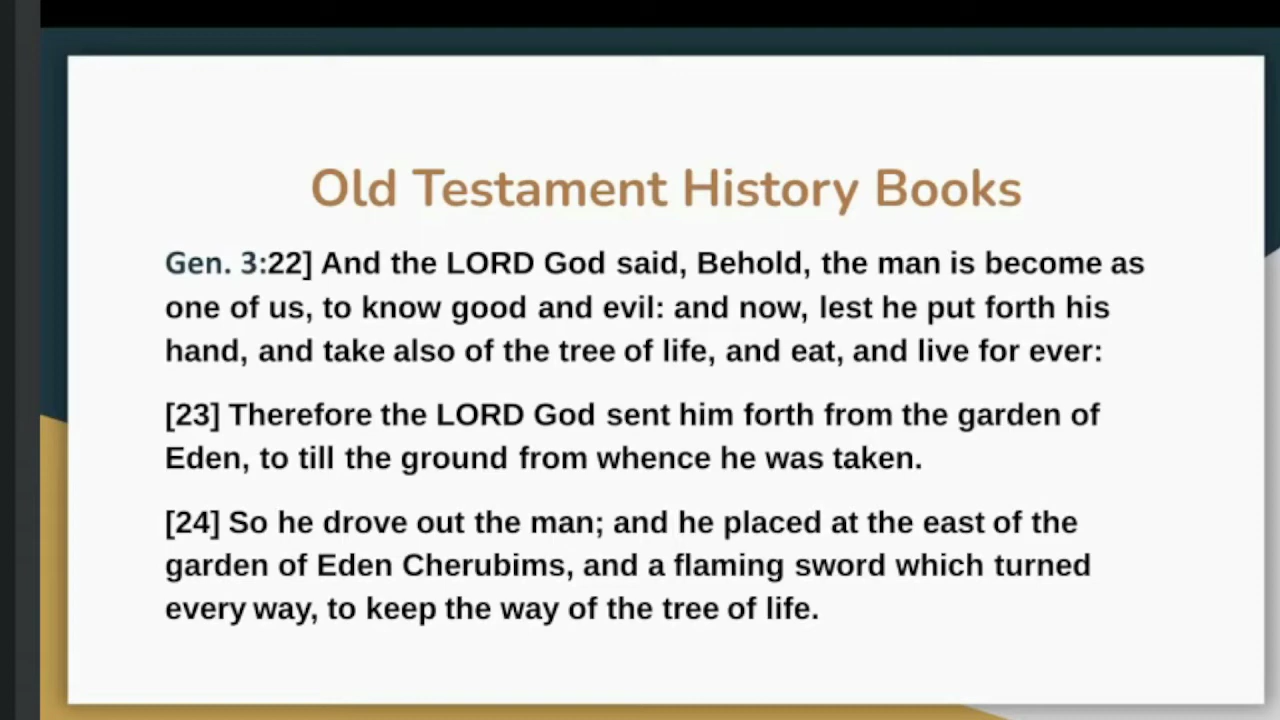 Old Testament History Books
Gen. 3:22] And the LORD God said, Behold, the man is become as
one of us, to know good and evil: and now, lest he put forth his
hand, and take also of the tree of life, and eat, and live for ever:
[23] Therefore the LORD God sent him forth from the garden of
Eden, to till the ground from whence he was taken.
[24] So he drove out the man; and he placed at the east of the
garden of Eden Cherubims, and a flaming sword which turned
every way, to keep the way of the tree of life.